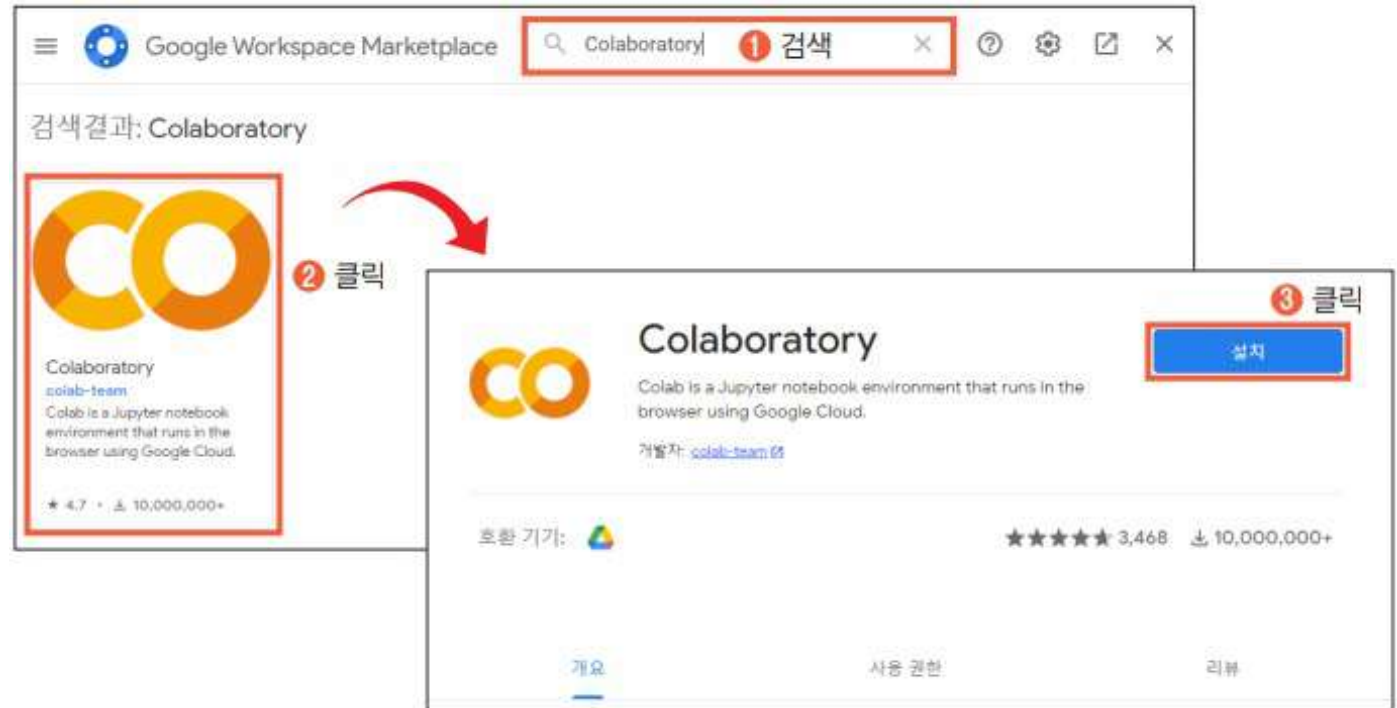 Google Workspace Marketplace
Colaboratory
❶ 검색
검색결과: Colaboratory
❷ 클릭
Colaboratory
colab-team
Colab is a Jupyter notebook
environment that runs in the
browser using Google Cloud.
★ 4.7 · 10,000,000+
❸ 클릭
Colaboratory
설치
Colab is a Jupyter notebook environment that runs in the
browser using Google Cloud.
개발자: colab-team
호환 기기:
3,468 10,000,000+
개요 사용 권한 리뷰